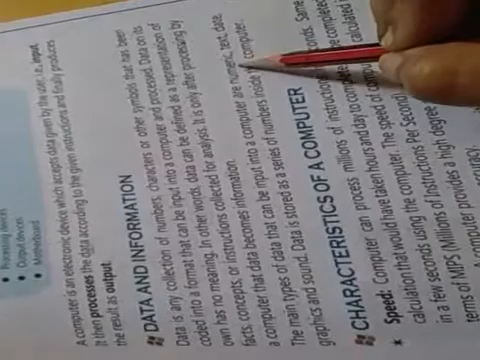 Processing devices
Output devices
Motherboard
A computer is an electronic device which accepts data given by the user, i.e., input.
It then processes the data according to the given instructions and finally produces
the result as output.
DATA AND INFORMATION
Data is any collection of numbers, characters or other symbols that has been
coded into a format that can be input into a computer and processed. Data on its
own has no meaning. In other words, data can be defined as a representation of
facts, concepts or instructions collected for analysis. It is only after processing by
a computer that data becomes information.
The main types of data that can be input into a computer are numeric, text, date,
graphics and sound. Data is stored as a series of numbers inside computer.
CHARACTERISTICS OF A COMPUTER
Speed: Computer can process millions of instructions Same
calculation that would have taken hours and day to completed
in a few seconds using the computer. The speed of calculated
terms of MIPS (Millions of Instructions Per Second)
A computer provides a high degree